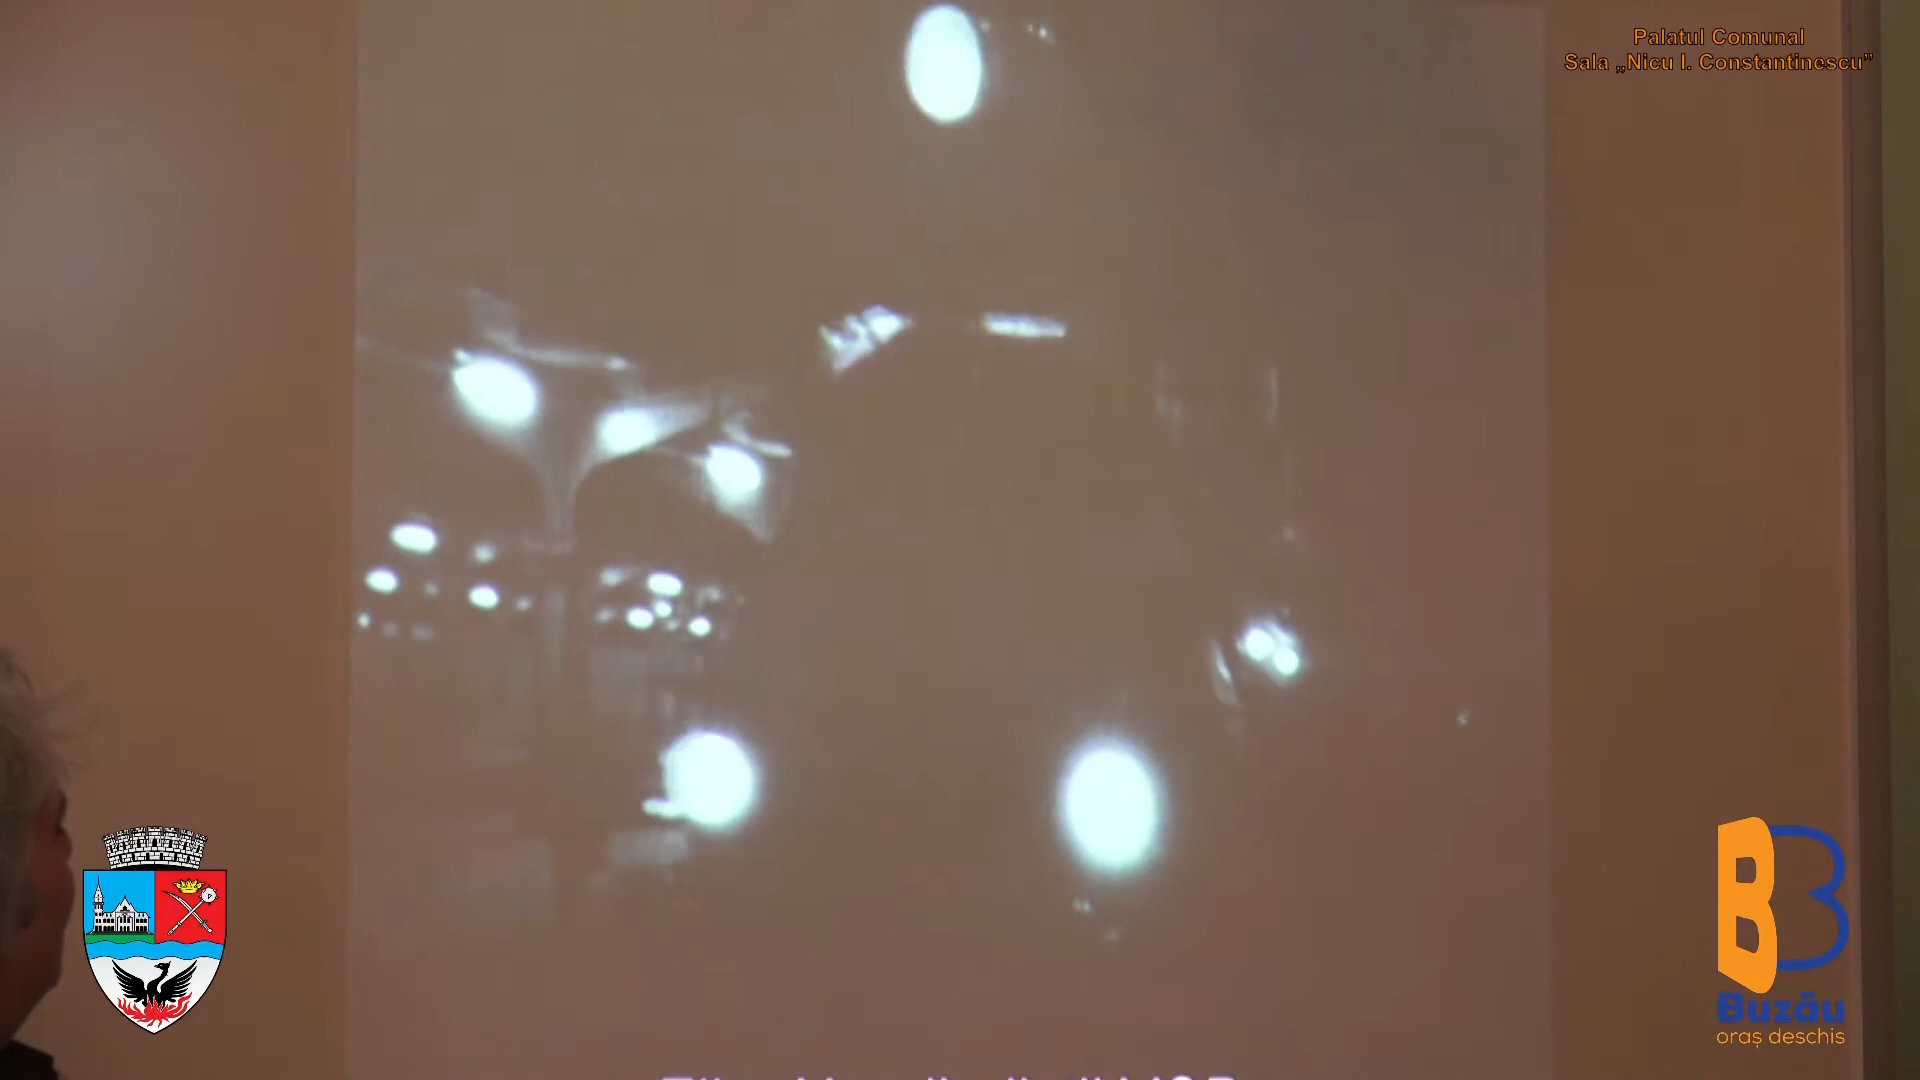 Palatul Comunal
Sala „Nicu I. Constantinescu”
B
Buzău
oraș deschis